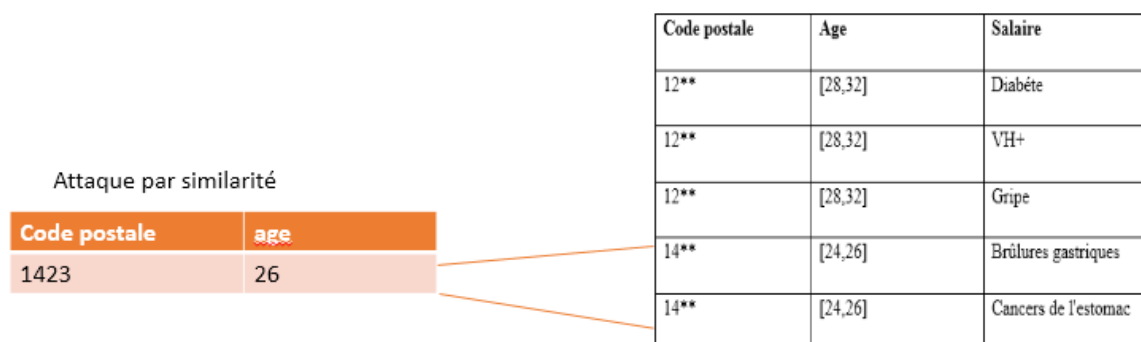 Attaque par similarité
Code postale age
1423 26
Code postale Age Salaire
12** [28,32] Diabéte
12** [28,32] VH+
12** [28,32] Gripe
14** [24,26] Brûlures gastriques
14** [24,26] Cancers de l'estomac